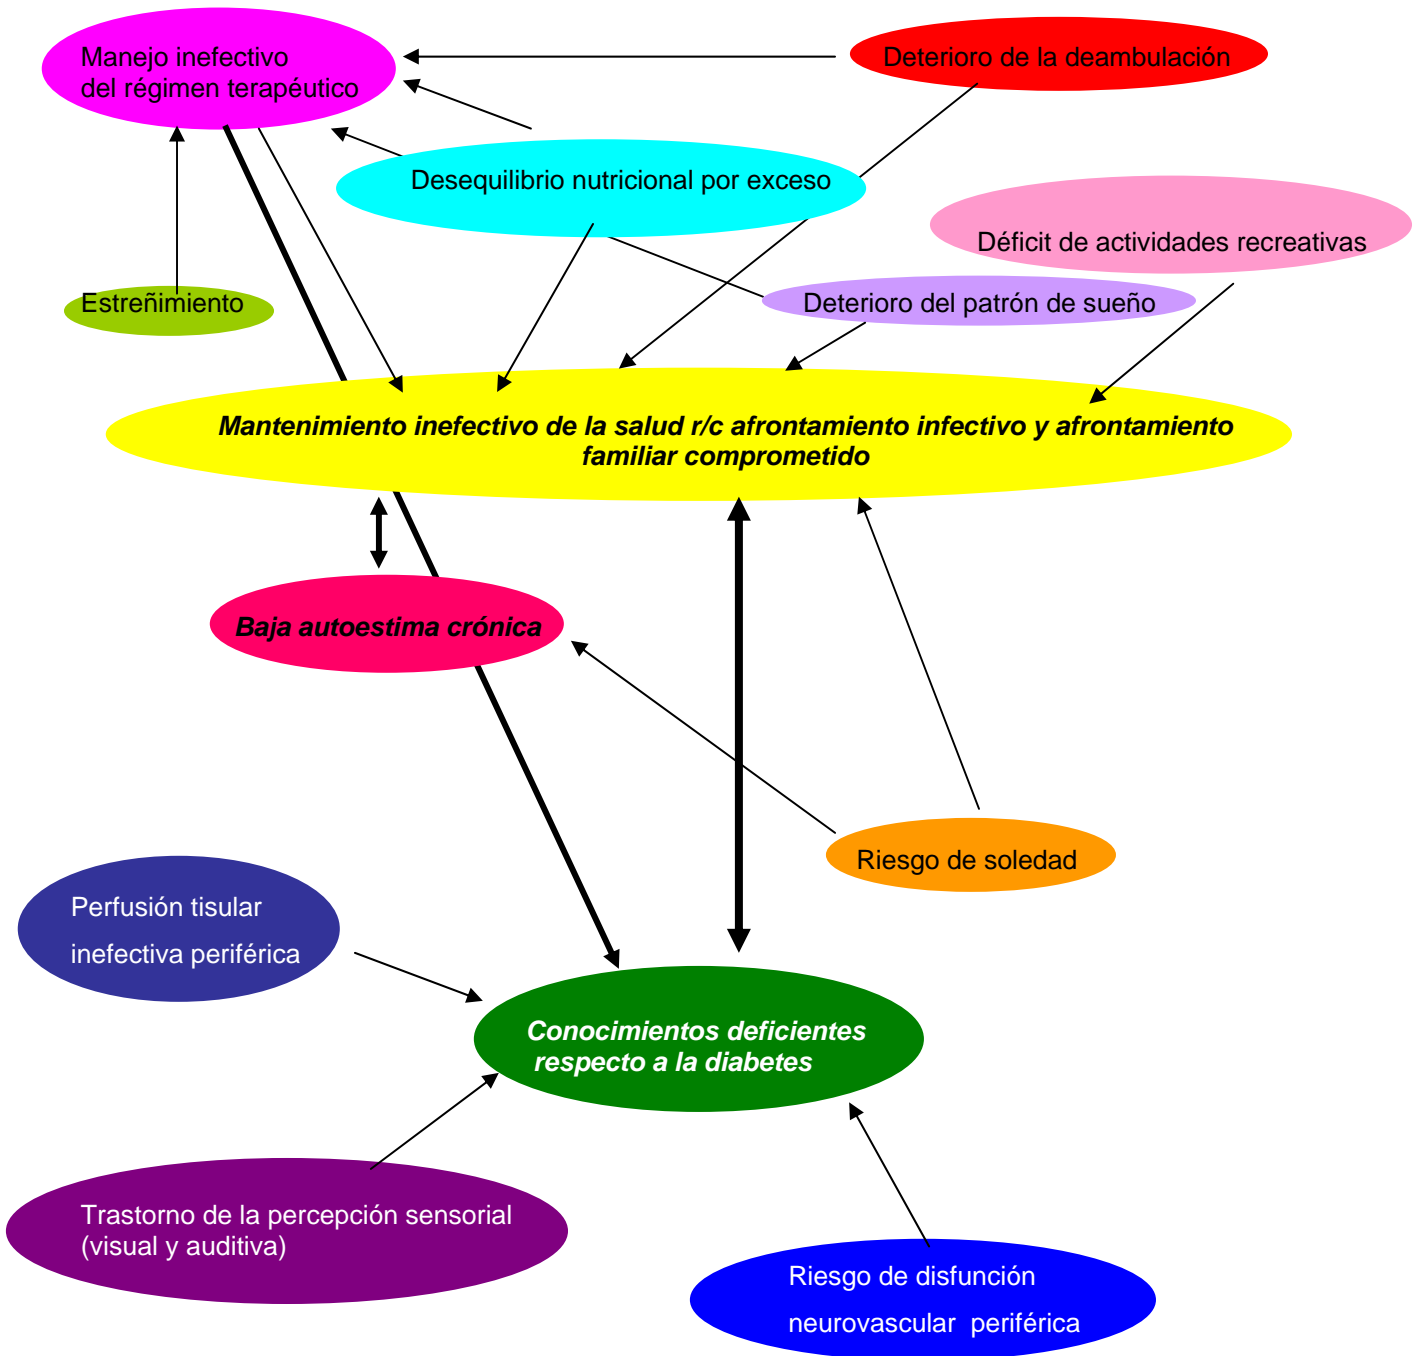 Manejo inefectivo
del régimen terapéutico
Deterioro de la deambulación
Desequilibrio nutricional por exceso
Déficit de actividades recreativas
Estreñimiento
Deterioro del patrón de sueño
Mantenimiento inefectivo de la salud r/c afrontamiento infectivo y afrontamiento
familiar comprometido
Baja autoestima crónica
Riesgo de soledad
Perfusión tisular
inefectiva periférica
Conocimientos deficientes
respecto a la diabetes
Trastorno de la percepción sensorial
(visual y auditiva)
Riesgo de disfunción
neurovascular periférica